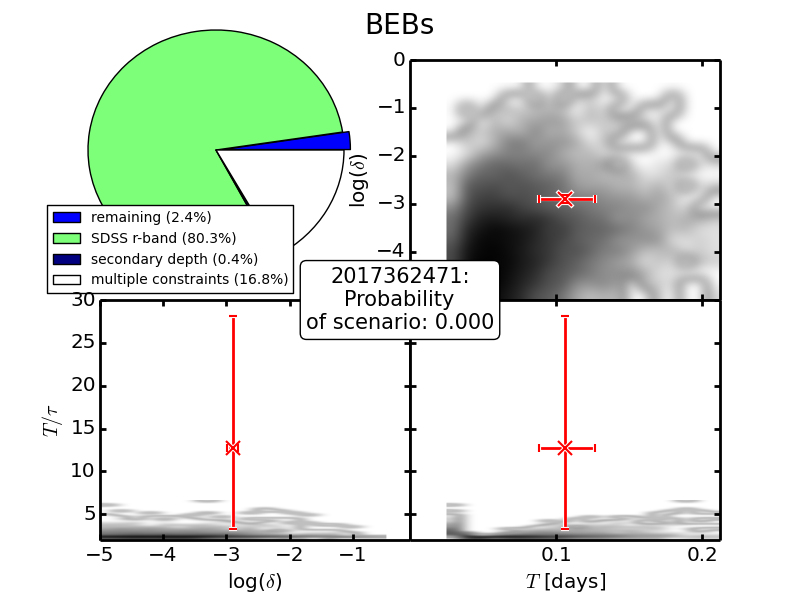 BEBs
remaining (2.4%)
SDSS r-band (80.3%)
secondary depth (0.4%)
multiple constraints (16.8%)
0
−1
−2
−3
−4
log(δ)
2017362471:
Probability
of scenario: 0.000
30
25
20
15
10
5
T/τ
−5 −4 −3 −2 −1
log(δ)
0.1 0.2
T [days]